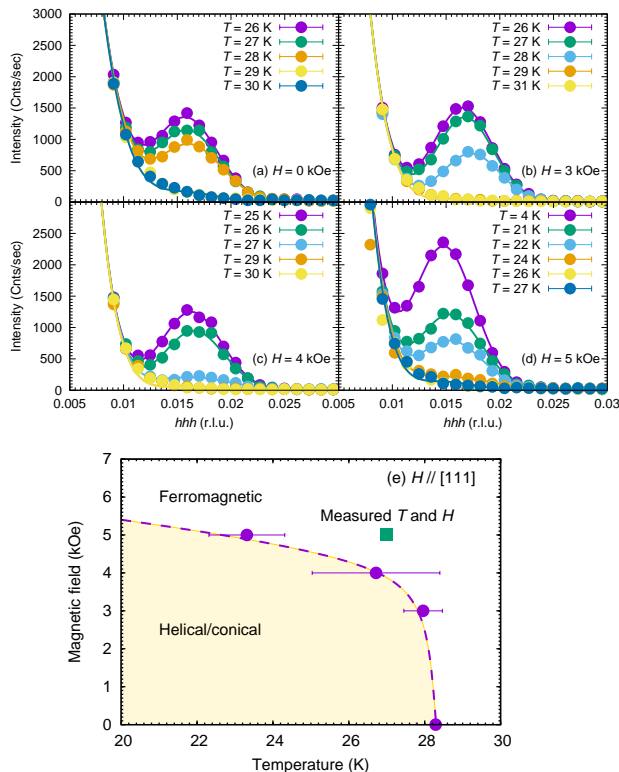 3000
2500
2000
1500
1000
500
0
Intensity (Cnts/sec)
T = 26 K
T = 27 K
T = 28 K
T = 29 K
T = 30 K
(a) H = 0 kOe
T = 26 K
T = 27 K
T = 28 K
T = 29 K
T = 31 K
(b) H = 3 kOe
2500
2000
1500
1000
500
0
Intensity (Cnts/sec)
T = 25 K
T = 26 K
T = 27 K
T = 29 K
T = 30 K
(c) H = 4 kOe
T = 4 K
T = 21 K
T = 22 K
T = 24 K
T = 26 K
T = 27 K
(d) H = 5 kOe
0.005 0.01 0.015 0.02 0.025
0.01 0.015 0.02 0.025 0.03
hhh (r.l.u.)
hhh (r.l.u.)
7
6
5
4
3
2
1
0
Magnetic field (kOe)
(e) H // [111]
Ferromagnetic
Measured T and H
Helical/conical
20 22 24 26 28 30
Temperature (K)